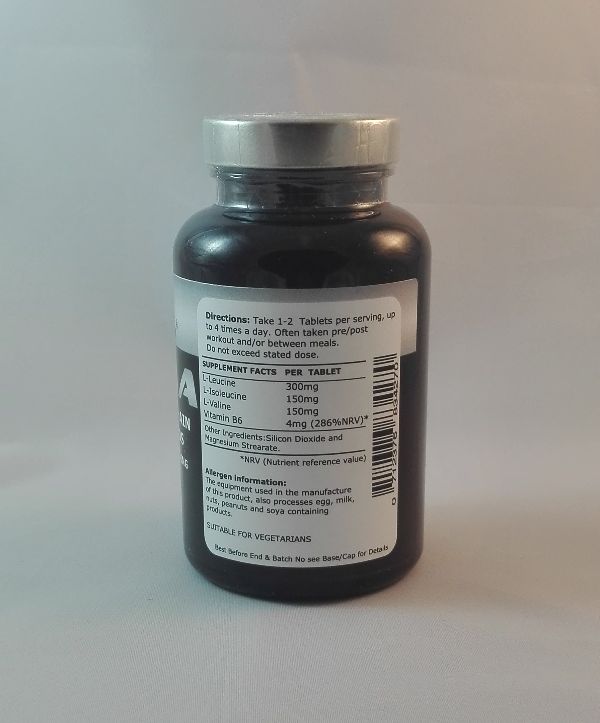 Directions: Take 1-2 Tablets per serving, up
to 4 times a day. Often taken pre/post
workout and/or between meals.
Do not exceed stated dose.
SUPPLEMENT FACTS PER TABLET
L-Leucine 300mg
L-Isoleucine 150mg
L-Valine 150mg
Vitamin B6 4mg (286%NRV)*
Other Ingredients:Silicon Dioxide and
Magnesium Strearate.
*NRV (Nutrient reference value)
Allergen Information:
The equipment used in the manufacture
of this product, also processes egg, milk,
nuts, peanuts and soya containing
products.
SUITABLE FOR VEGETARIANS
Best Before End & Batch No see Base/Cap for Details
A